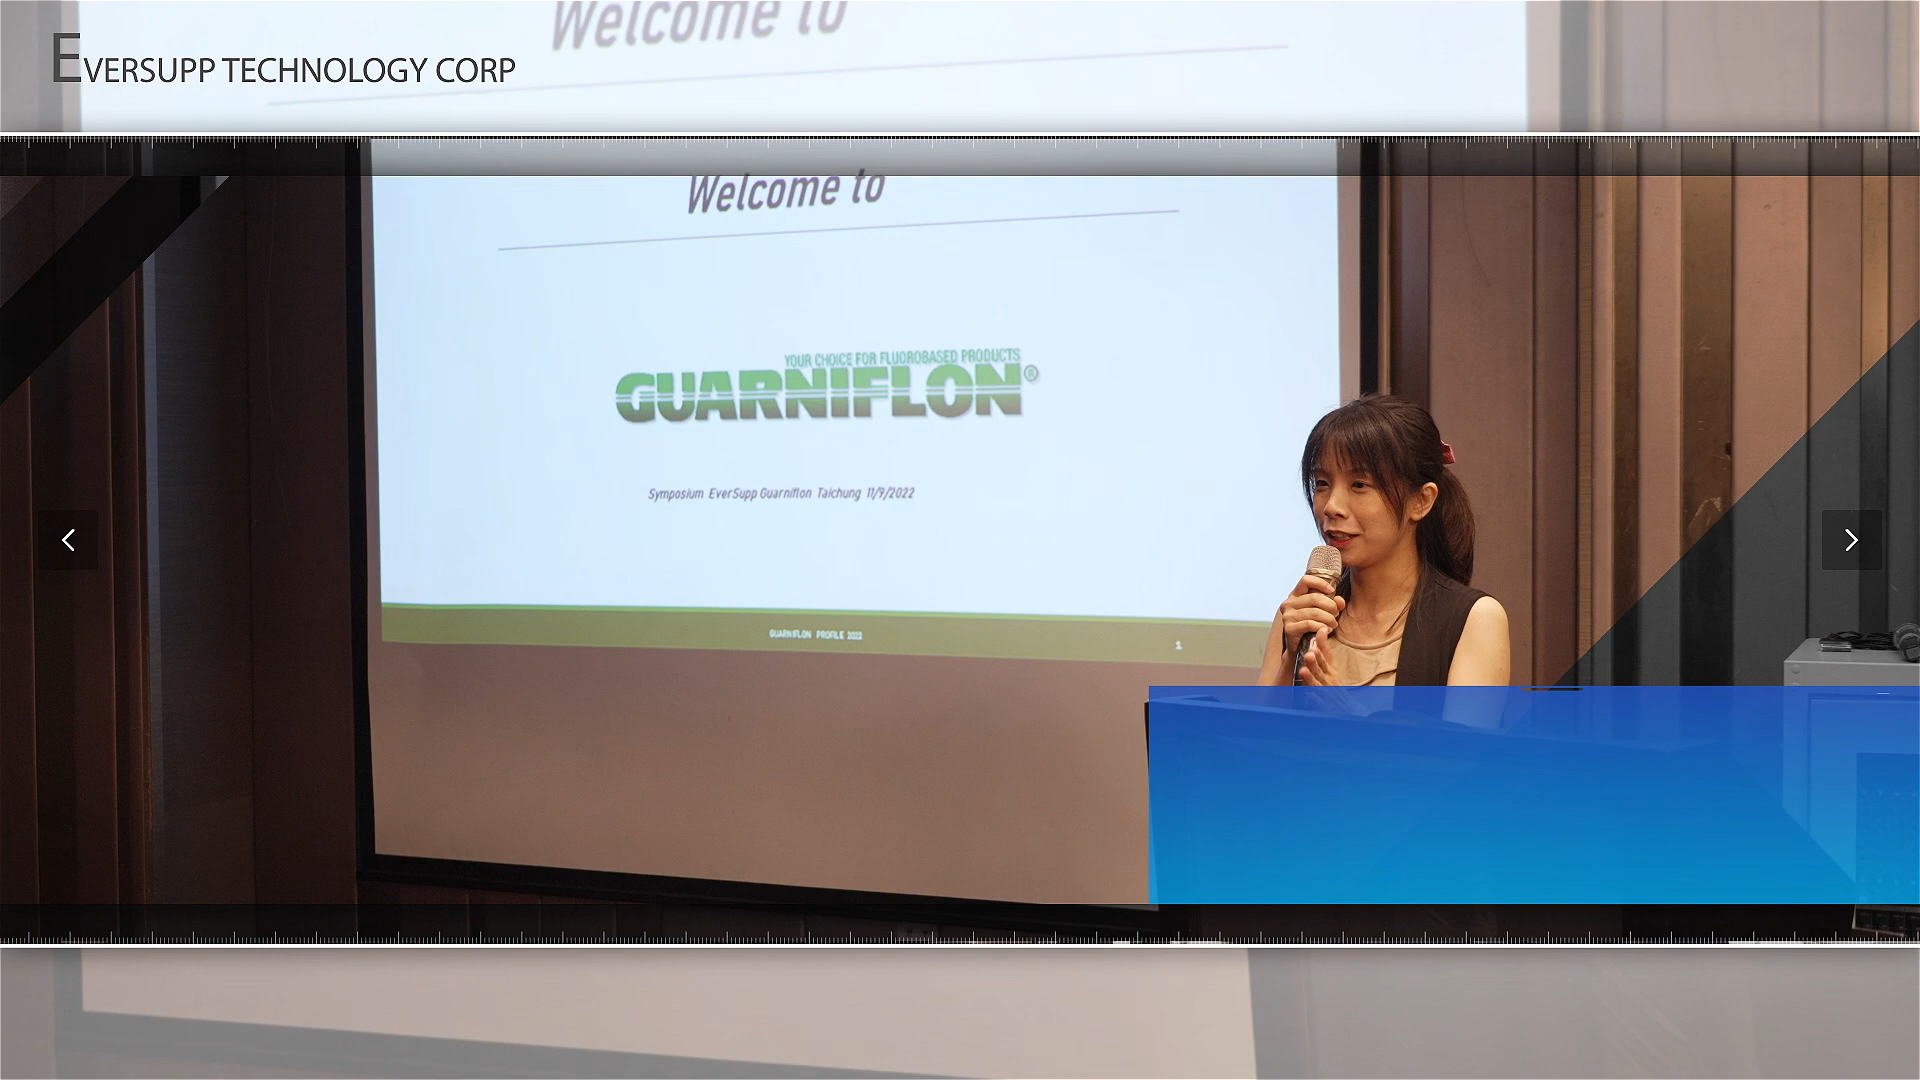 Welcome to
EVERSUPP TECHNOLOGY CORP
Welcome to
YOUR CHOICE FOR FLUOROBASED PRODUCTS
GUARNIFLON®
Symposium EverSupp Guarniflon Taichung 11/9/2022
GUARNIFLON PROFILE 2022
1